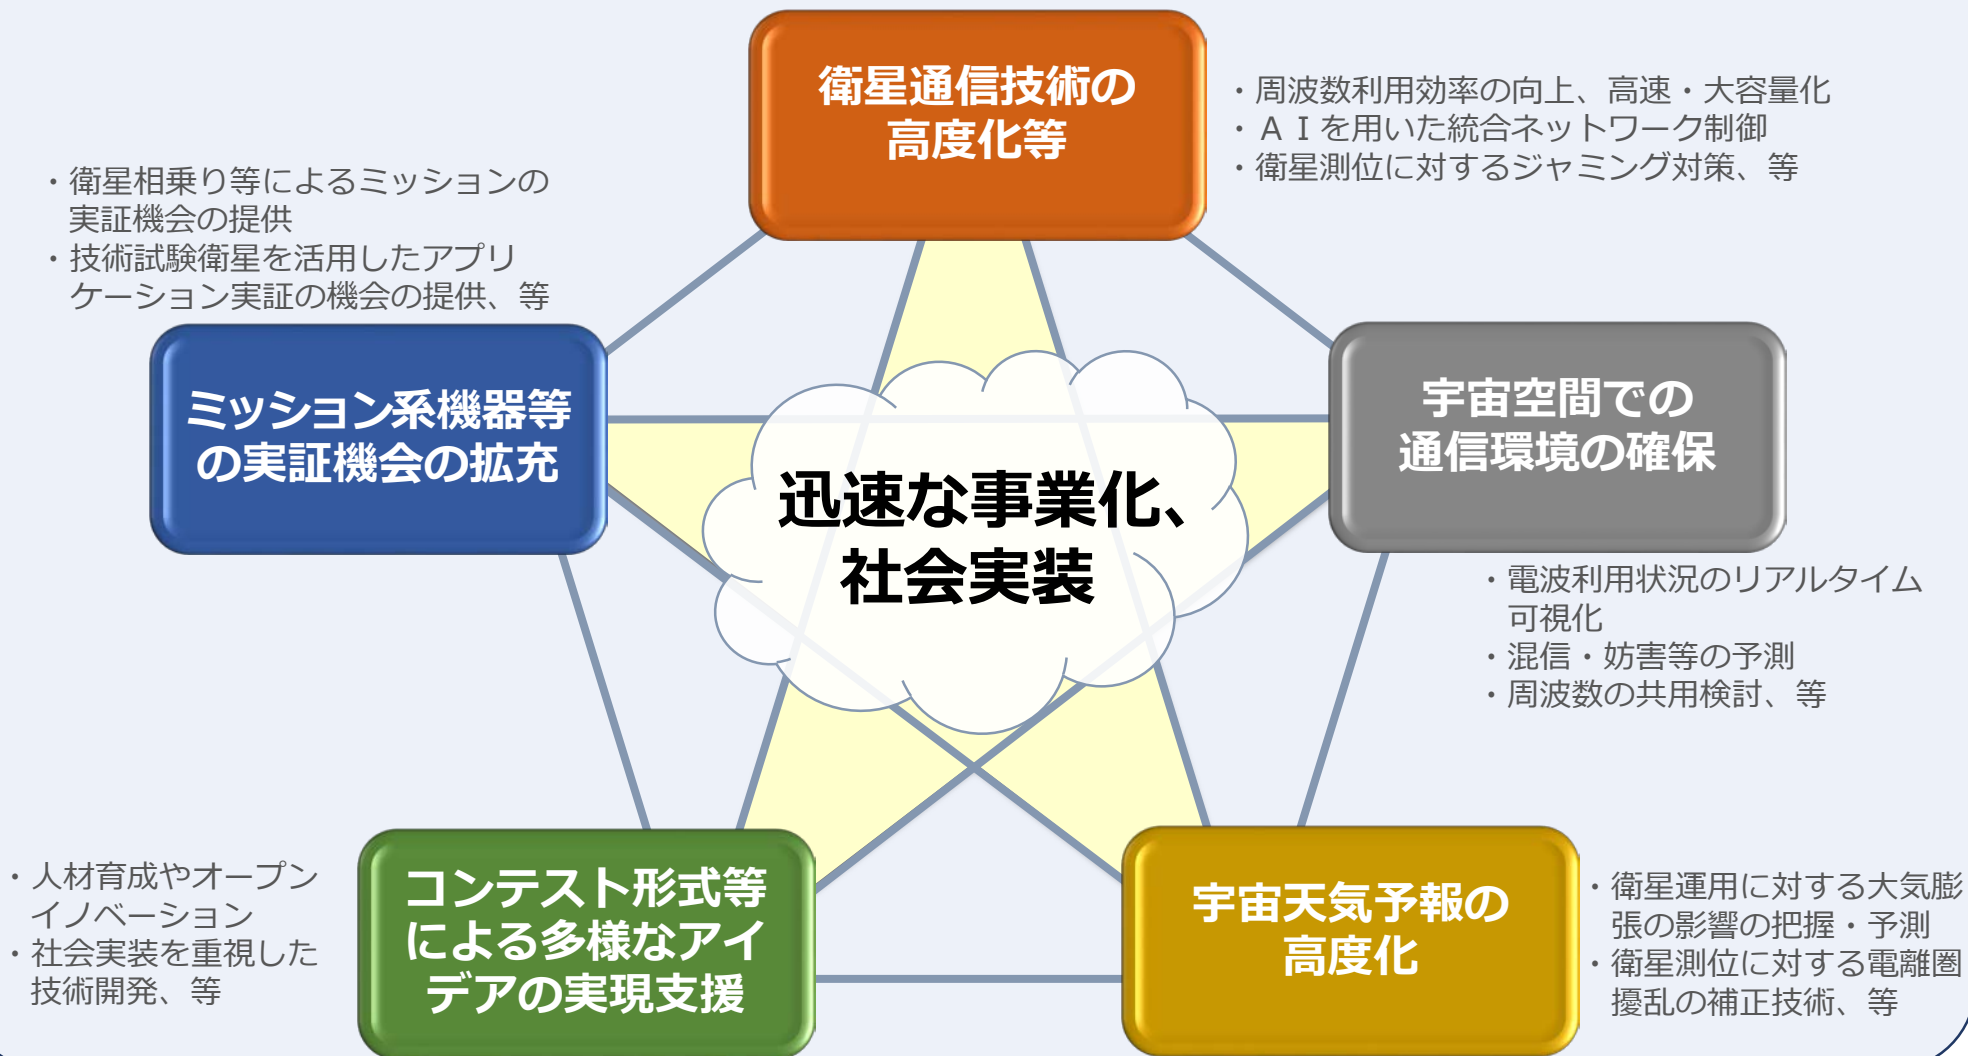 衛星通信技術の
高度化等
・周波数利用効率の向上、高速・大容量化
・ＡＩを用いた統合ネットワーク制御
・衛星測位に対するジャミング対策、等
・衛星相乗り等によるミッションの
実証機会の提供
・技術試験衛星を活用したアプリ
ケーション実証の機会の提供、等
ミッション系機器等
の実証機会の拡充
宇宙空間での
通信環境の確保
・電波利用状況のリアルタイム
可視化
・混信・妨害等の予測
・周波数の共用検討、等
迅速な事業化、
社会実装
・人材育成やオープン
イノベーション
・社会実装を重視した
技術開発、等
コンテスト形式等
による多様なアイ
デアの実現支援
宇宙天気予報の
高度化
・衛星運用に対する大気膨
張の影響の把握・予測
・衛星測位に対する電離圏
擾乱の補正技術、等